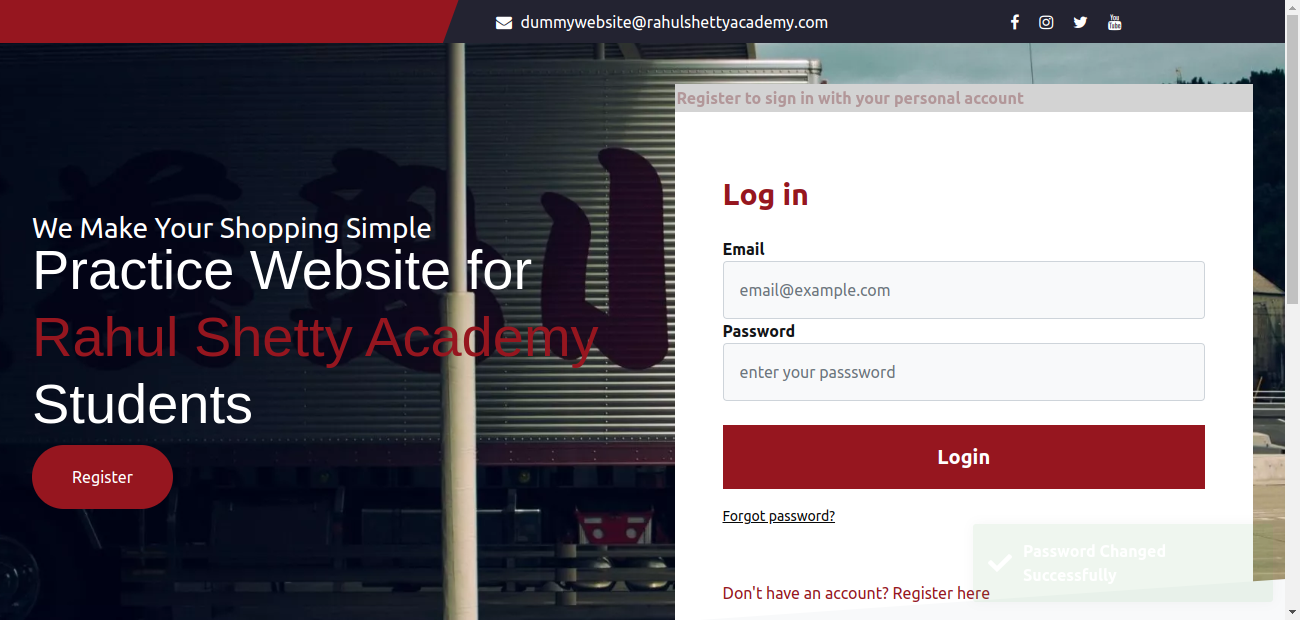 dummywebsite@rahulshettyacademy.com
You
Tube
Register to sign in with your personal account
We Make Your Shopping Simple
Practice Website for
Rahul Shetty Academy
Students
Register
Log in
Email
email@example.com
Password
enter your passsword
Login
Forgot password?
Password Changed
Successfully
Don't have an account? Register here